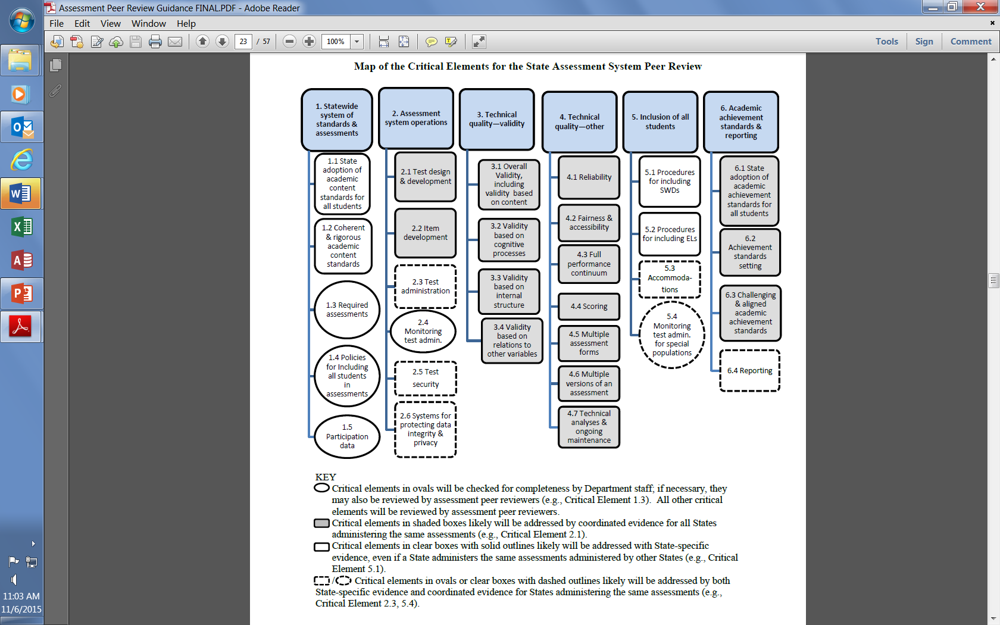 Assessment Peer Review Guidance FINAL.PDF - Adobe Reader
File Edit View Window Help
23 / 57 100% Tools Sign Comment
Map of the Critical Elements for the State Assessment System Peer Review
1. Statewide
system of
standards &
assessments
1.1 State
adoption of
academic
content
standards for
all students
1.2 Coherent
& rigorous
academic
content
standards
1.3 Required
assessments
1.4 Policies
for Including
all students
in
assessments
1.5
Participation
data
2. Assessment
system operations
2.1 Test design
& development
2.2 Item
development
2.3 Test
administration
2.4
Monitoring
test admin.
2.5 Test
security
2.6 Systems for
protecting data
integrity &
privacy
3. Technical
quality—validity
3.1 Overall
Validity,
including
validity based
on content
3.2 Validity
based on
cognitive
processes
3.3 Validity
based on
internal
structure
3.4 Validity
based on
relations to
other variables
4. Technical
quality—other
4.1 Reliability
4.2 Fairness &
accessibility
4.3 Full
performance
continuum
4.4 Scoring
4.5 Multiple
assessment
forms
4.6 Multiple
versions of an
assessment
4.7 Technical
analyses &
ongoing
maintenance
5. Inclusion of all
students
5.1 Procedures
for including
SWDs
5.2 Procedures
for including ELs
5.3
Accommoda-
tions
5.4
Monitoring
test admin.
for special
populations
6. Academic
achievement
standards &
reporting
6.1 State
adoption of
academic
achievement
standards for
all students
6.2
Achievement
standards
setting
6.3 Challenging
& aligned
academic
achievement
standards
6.4 Reporting
KEY
Critical elements in ovals will be checked for completeness by Department staff; if necessary, they
may also be reviewed by assessment peer reviewers (e.g., Critical Element 1.3). All other critical
elements will be reviewed by assessment peer reviewers.
Critical elements in shaded boxes likely will be addressed by coordinated evidence for all States
administering the same assessments (e.g., Critical Element 2.1).
Critical elements in clear boxes with solid outlines likely will be addressed with State-specific
evidence, even if a State administers the same assessments administered by other States (e.g., Critical
Element 5.1).
/ Critical elements in ovals or clear boxes with dashed outlines likely will be addressed by both
State-specific evidence and coordinated evidence for States administering the same assessments (e.g.,
Critical Element 2.3, 5.4).
11:03 AM
11/6/2015